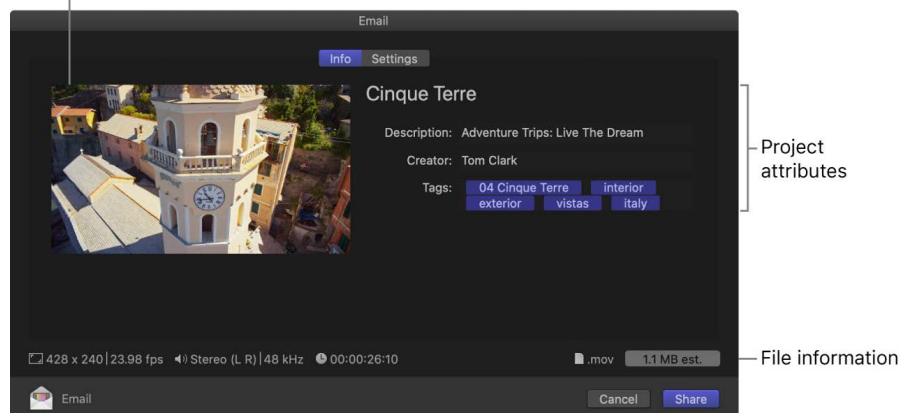 Email
Info Settings
Cinque Terre
Description: Adventure Trips: Live The Dream
Creator: Tom Clark
Tags: 04 Cinque Terre interior
exterior vistas italy
Project
attributes
428 x 240|23.98 fps Stereo (L R)|48 kHz 00:00:26:10 .mov 1.1 MB est.
File information
Email Cancel Share